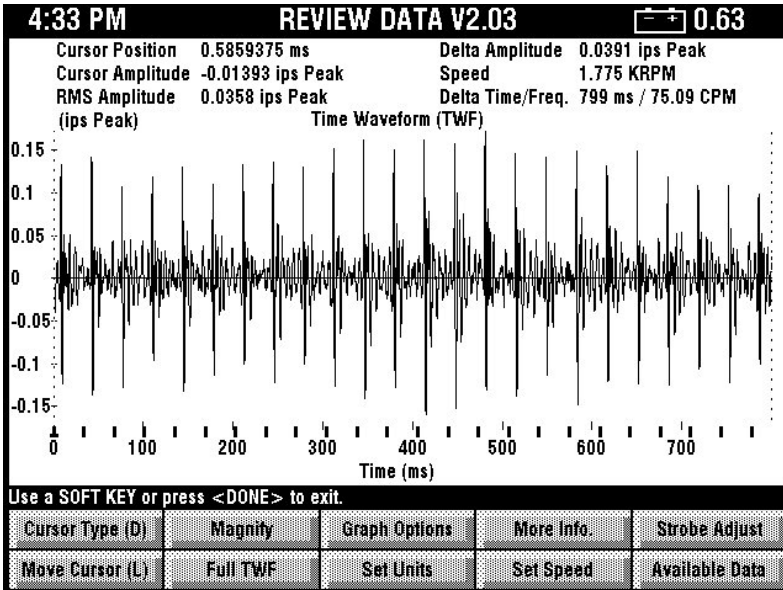 4:33 PM REVIEW DATA V2.03 - + 0.63
Cursor Position 0.5859375 ms Delta Amplitude 0.0391 ips Peak
Cursor Amplitude -0.01393 ips Peak Speed 1.775 KRPM
RMS Amplitude 0.0358 ips Peak Delta Time/Freq. 799 ms / 75.09 CPM
(ips Peak) Time Waveform (TWF)
0.15
0.1
0.05
0
-0.05
-0.1
-0.15
0 100 200 300 400 500 600 700
Time (ms)
Use a SOFT KEY or press <DONE> to exit.
Cursor Type (D) Magnify Graph Options More Info. Strobe Adjust
Move Cursor (L) Full TWF Set Units Set Speed Available Data